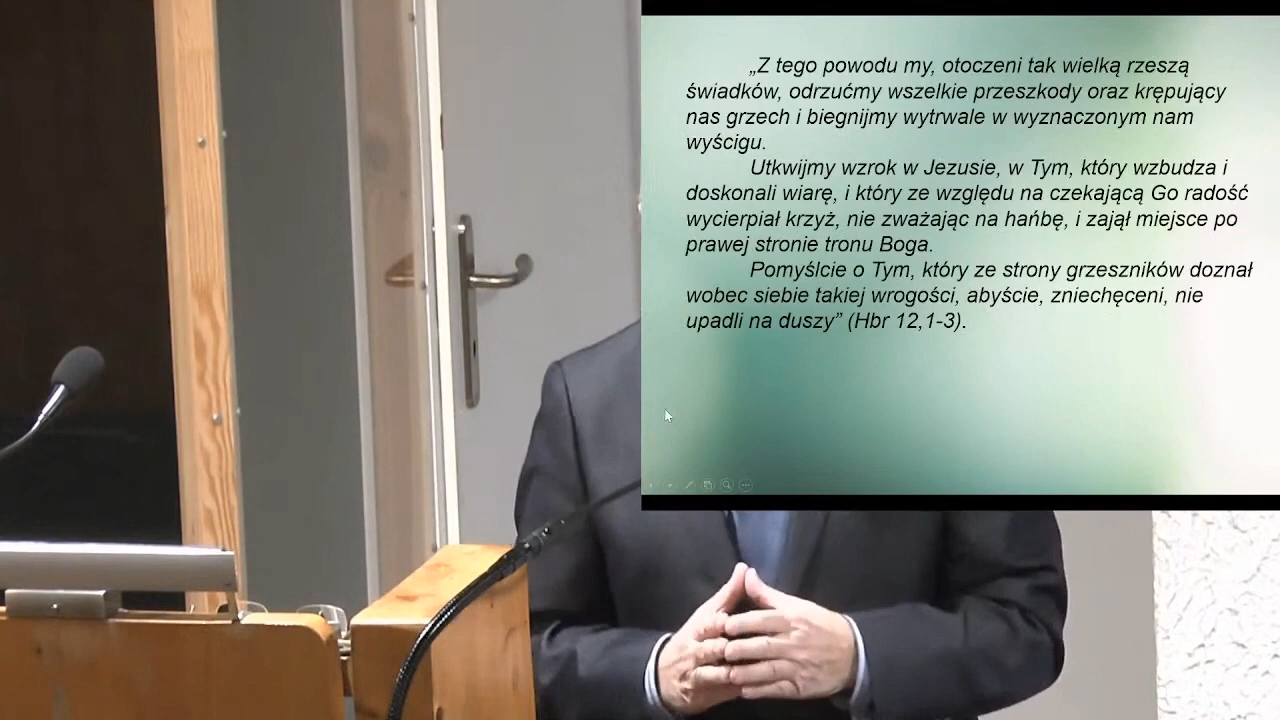 „Z tego powodu my, otoczeni tak wielką rzeszą
świadków, odrzućmy wszelkie przeszkody oraz krępujący
nas grzech i biegnijmy wytrwale w wyznaczonym nam
wyścigu.
Utkwijmy wzrok w Jezusie, w Tym, który wzbudza i
doskonali wiarę, i który ze względu na czekającą Go radość
wycierpiał krzyż, nie zważając na hańbę, i zajął miejsce po
prawej stronie tronu Boga.
Pomyślcie o Tym, który ze strony grzeszników doznał
wobec siebie takiej wrogości, abyście, zniechęceni, nie
upadli na duszy” (Hbr 12,1-3).